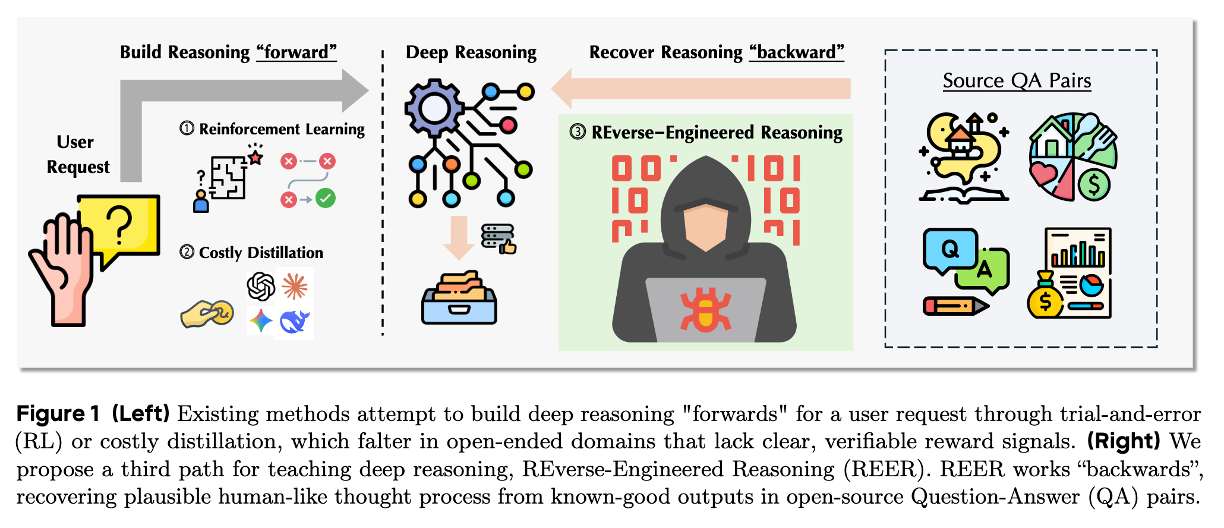 Build Reasoning “forward”
Deep Reasoning
Recover Reasoning “backward”
Source QA Pairs
① Reinforcement Learning
③ REverse-Engineered Reasoning
User
Request
?
?
② Costly Distillation
Q
A
$
$
Figure 1 (Left) Existing methods attempt to build deep reasoning "forwards" for a user request through trial-and-error
(RL) or costly distillation, which falter in open-ended domains that lack clear, verifiable reward signals. (Right) We
propose a third path for teaching deep reasoning, REverse-Engineered Reasoning (REER). REER works “backwards”,
recovering plausible human-like thought process from known-good outputs in open-source Question-Answer (QA) pairs.